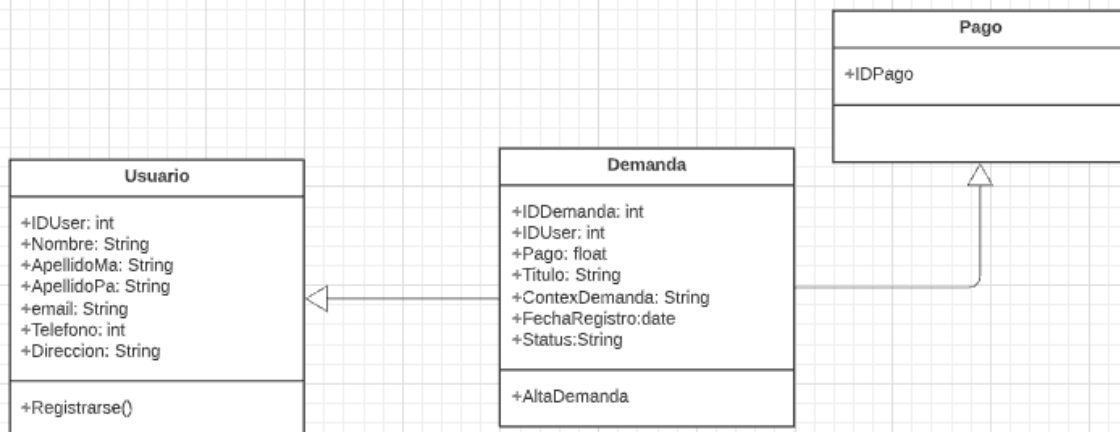 Pago
+IDPago
Usuario
+IDUser: int
+Nombre: String
+ApellidoMa: String
+ApellidoPa: String
+email: String
+Telefono: int
+Direccion: String
+Registrarse()
Demanda
+IDDemanda: int
+IDUser: int
+Pago: float
+Titulo: String
+ContexDemanda: String
+FechaRegistro:date
+Status:String
+AltaDemanda